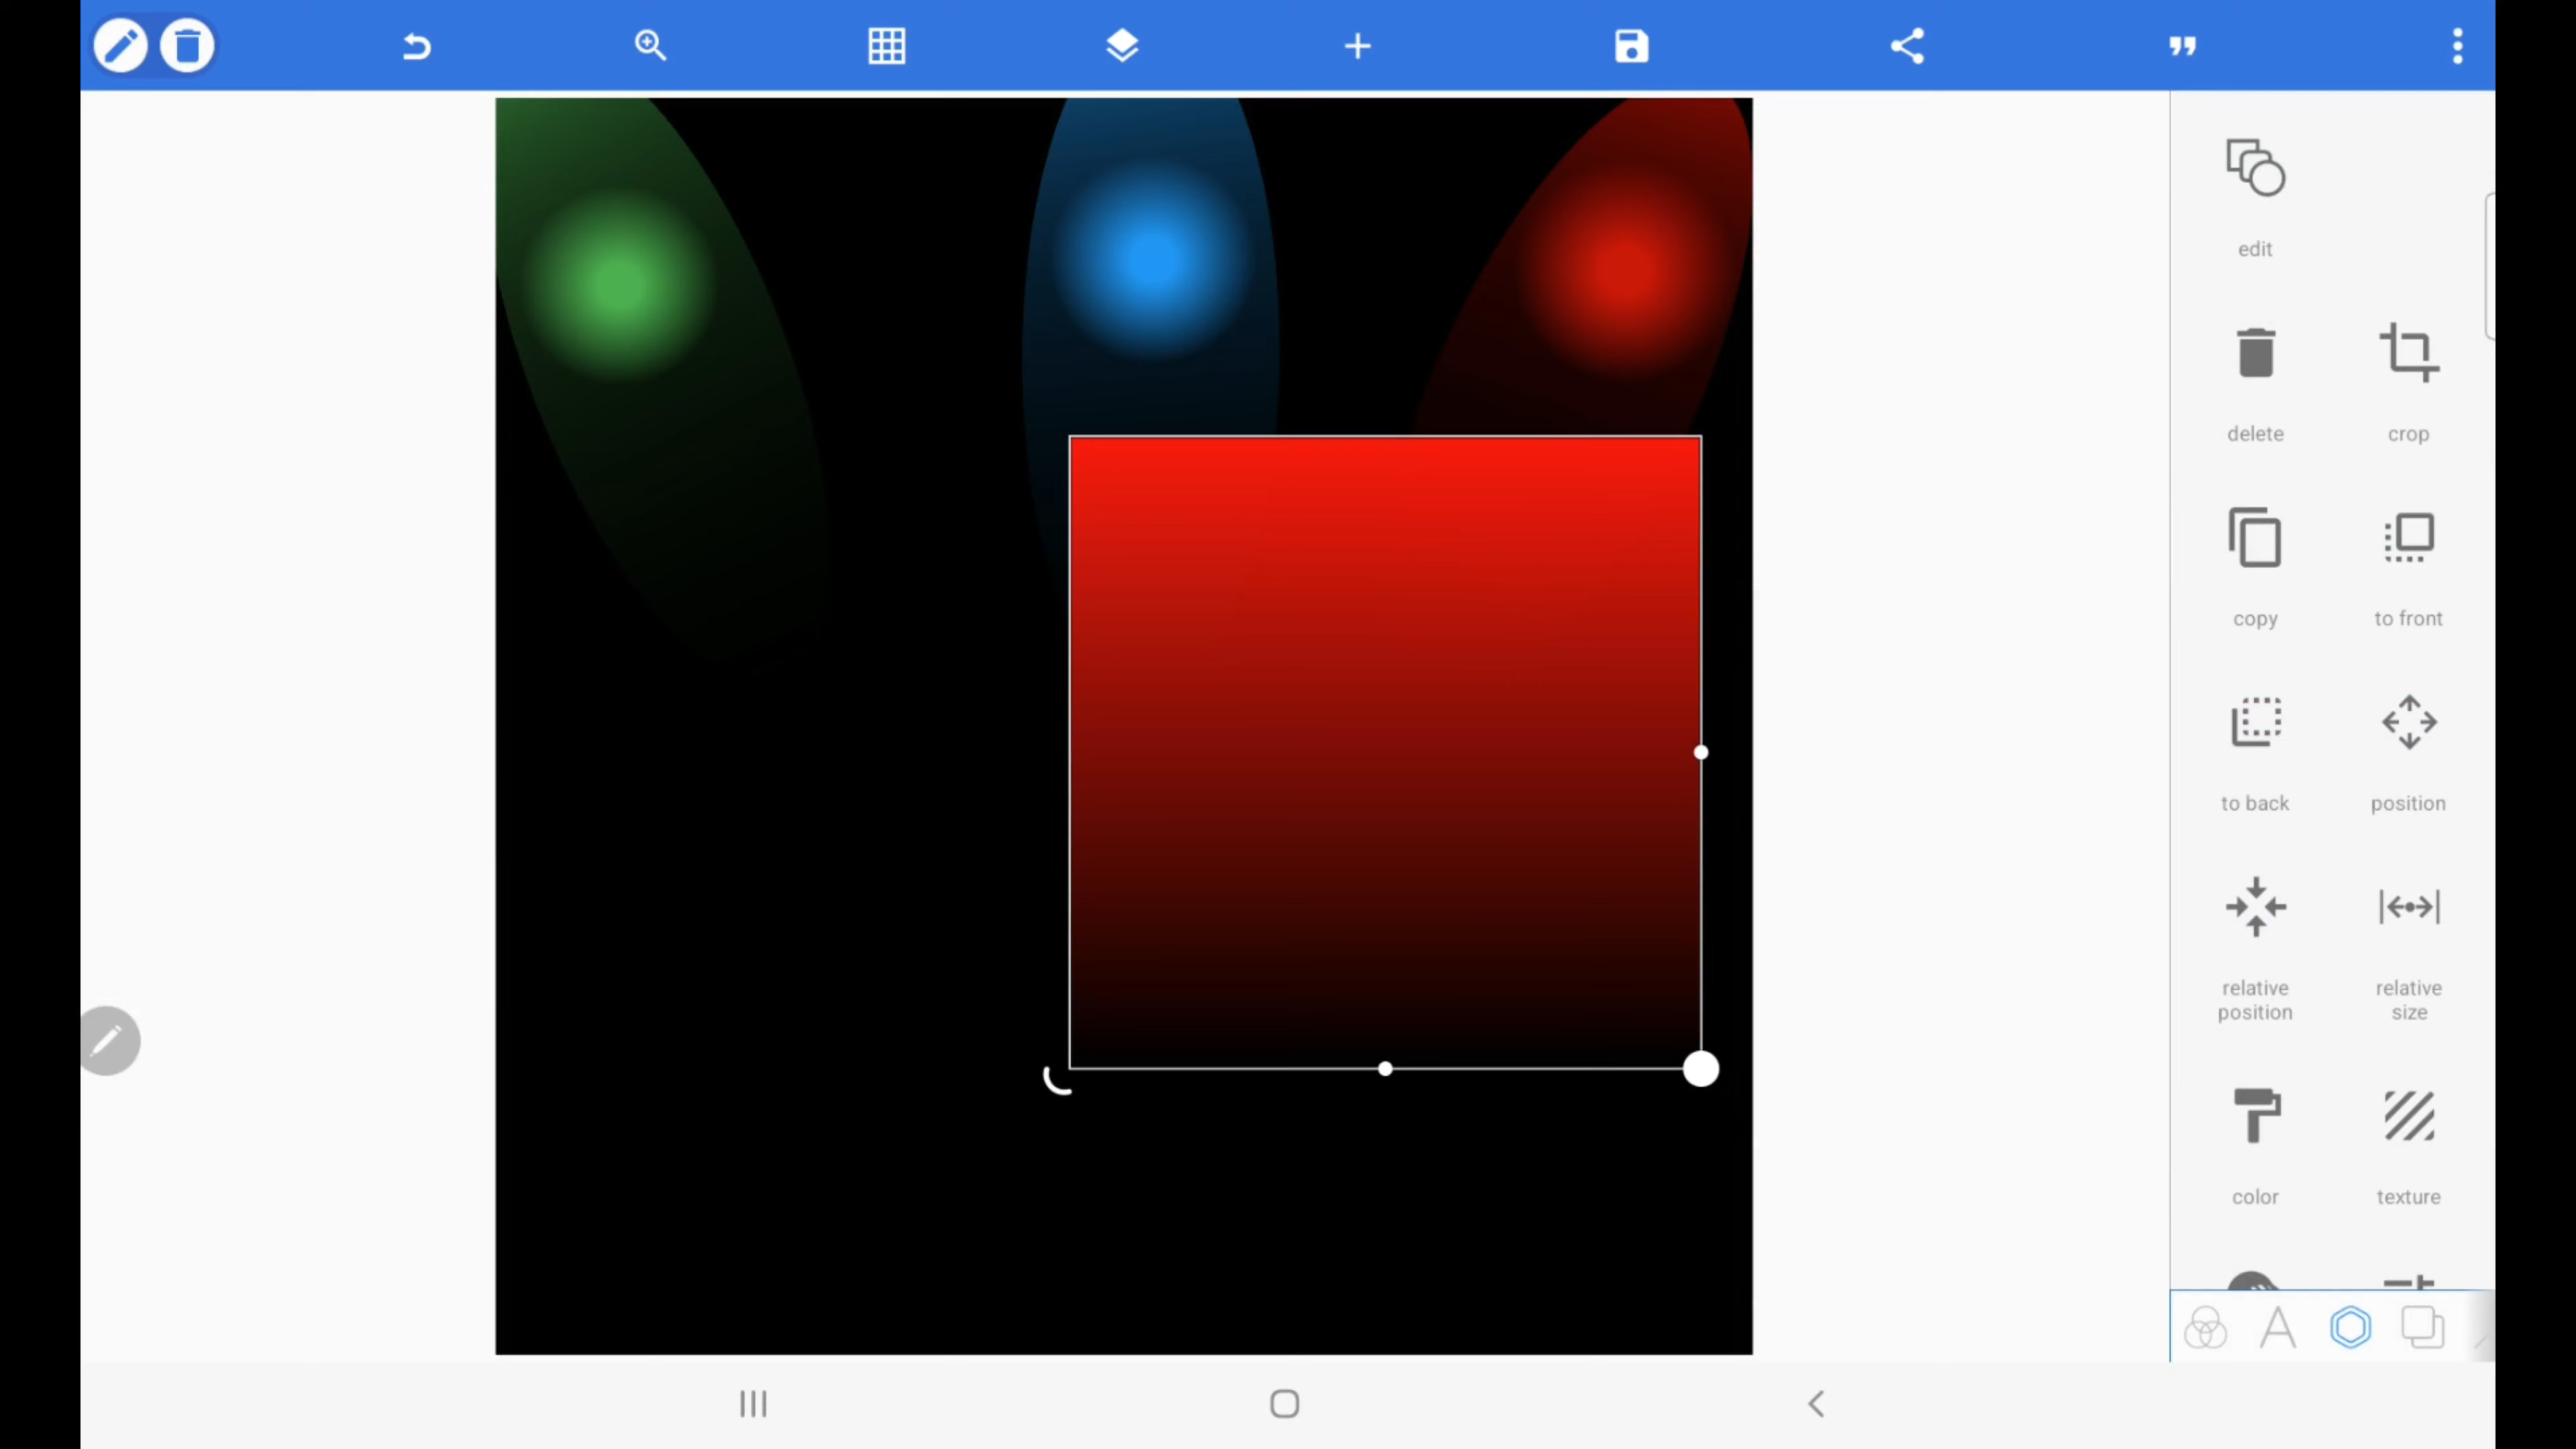 edit
delete
crop
copy
to front
to back
position
relative
position
relative
size
color
texture